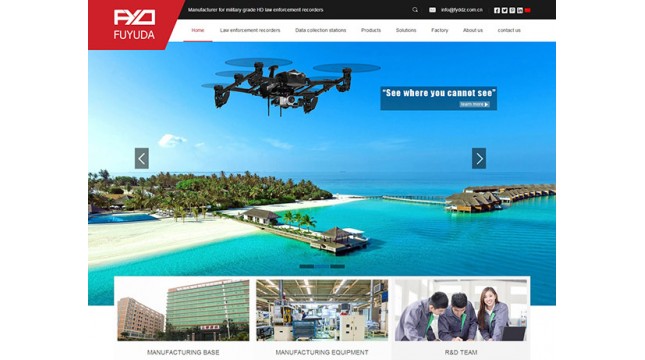 FYD
Manufacturer for military grade HD law enforcement recorders
info@fyddz.com.cn
FUYUDA
Home Law enforcement recorders Data collection stations Products Solutions Factory About us contact us
"See where you cannot see"
learn more ▶
MANUFACTURING BASE MANUFACTURING EQUIPMENT R&D TEAM